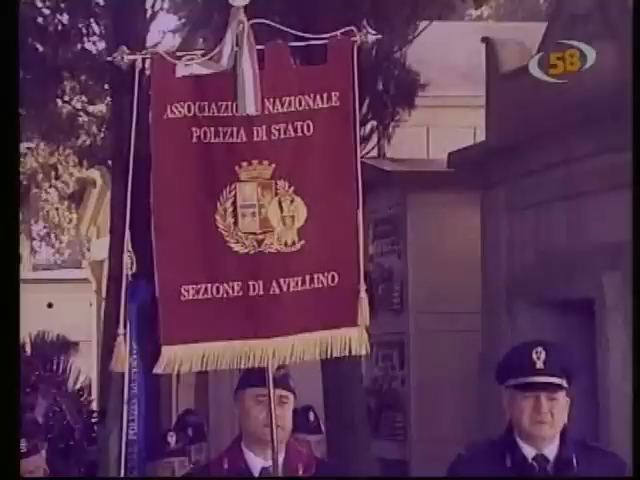 58
ASSOCIAZIONE NAZIONALE
POLIZIA DI STATO
SEZIONE DI AVELLINO